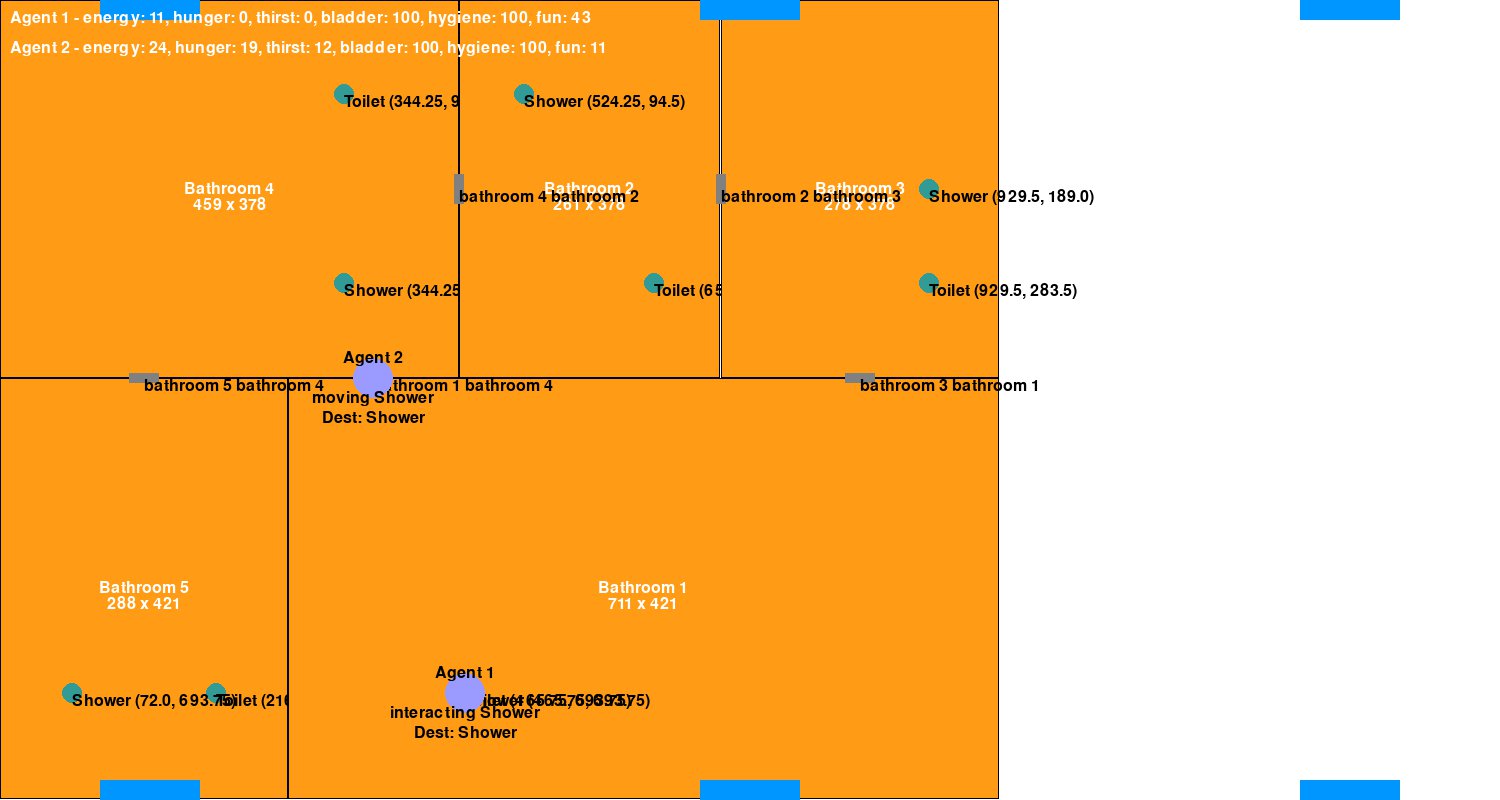 Agent 1 - energy: 11, hunger: 0, thirst: 0, bladder: 100, hygiene: 100, fun: 43
Agent 2 - energy: 24, hunger: 19, thirst: 12, bladder: 100, hygiene: 100, fun: 11
Toilet (344.25, 9
Shower (524.25, 94.5)
Bathroom 4
459 x 378
bathroom 4 bathroom 2
Bathroom 2
261 x 378
bathroom 2 bathroom 3
Bathroom 3
278 x 378
Shower (929.5, 189.0)
Shower (344.25
Toilet (65
Toilet (929.5, 283.5)
Agent 2
bathroom 5 bathroom 4
throom 1 bathroom 4
bathroom 3 bathroom 1
moving Shower
Dest: Shower
Bathroom 5
288 x 421
Bathroom 1
711 x 421
Agent 1
Shower (72.0, 693.75)
Toilet (216
interacting Shower
Dest: Shower